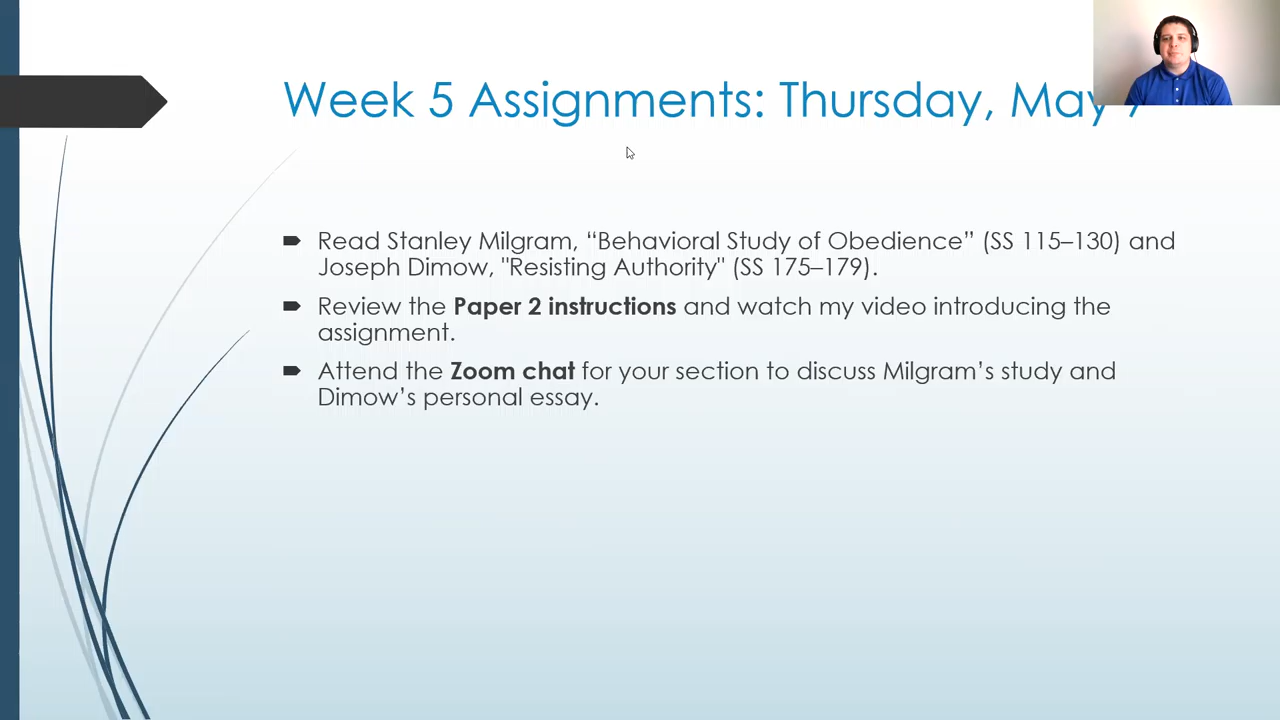 Week 5 Assignments: Thursday, May
Read Stanley Milgram, “Behavioral Study of Obedience” (SS 115–130) and
Joseph Dimow, "Resisting Authority" (SS 175–179).
Review the Paper 2 instructions and watch my video introducing the
assignment.
Attend the Zoom chat for your section to discuss Milgram’s study and
Dimow’s personal essay.